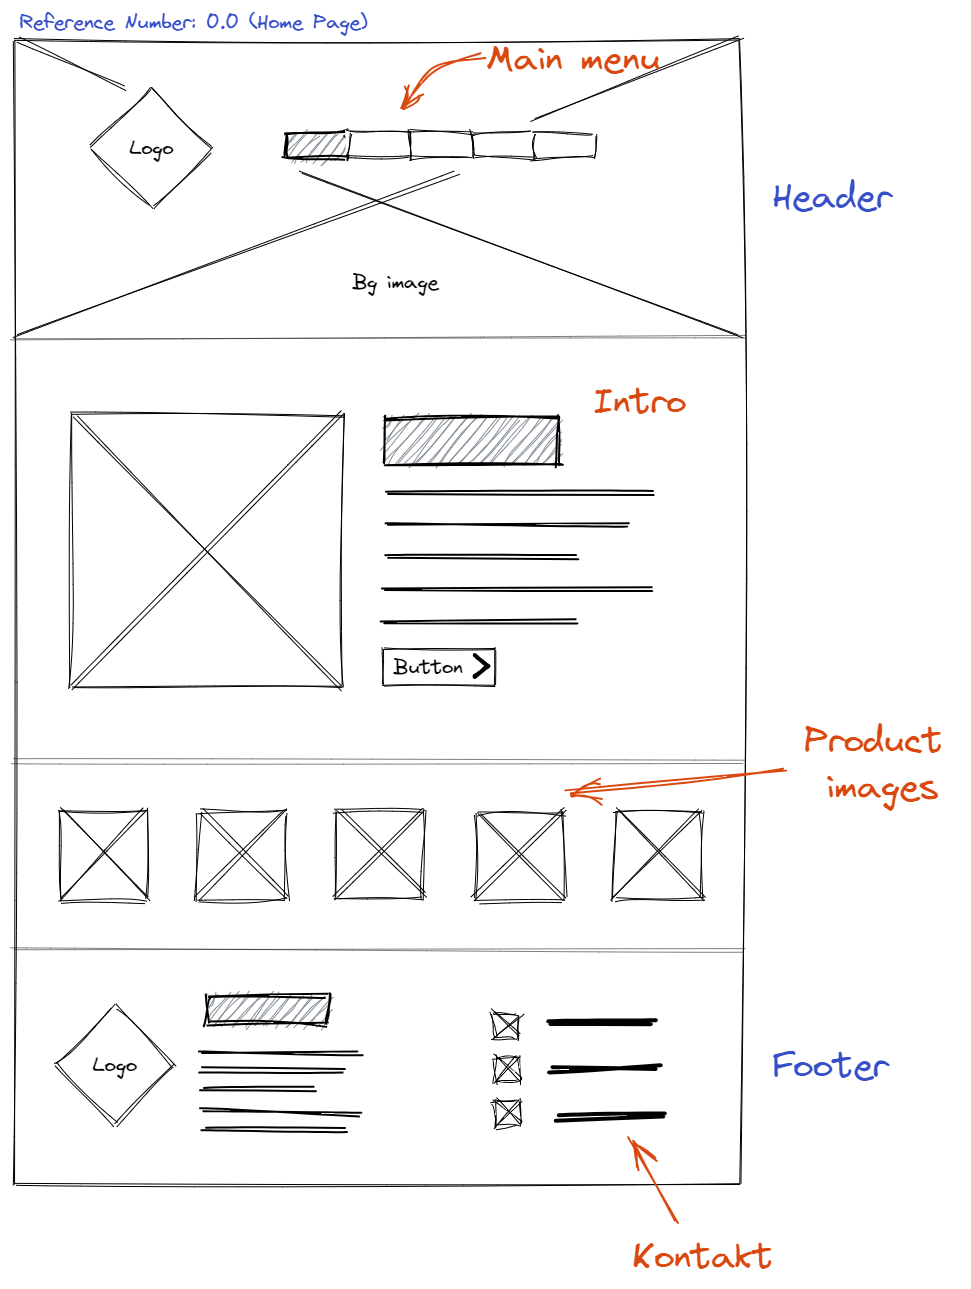 Reference Number: 0.0 (Home Page)
Main menu
Logo
Header
Bg image
Intro
Button
Product
images
Logo
Footer
Kontakt